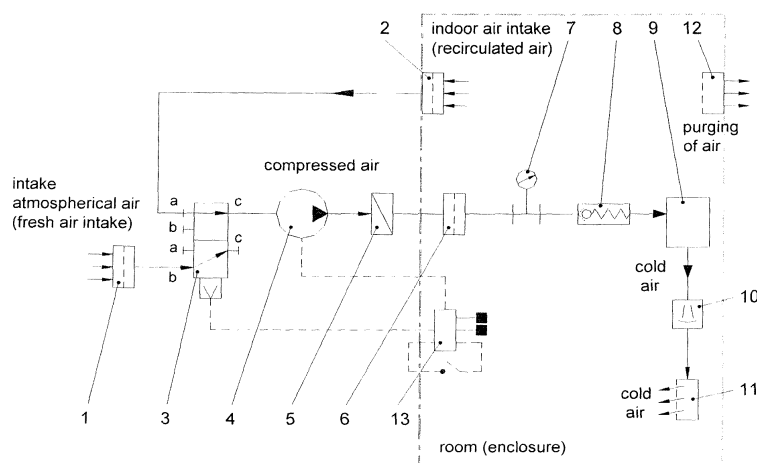 2
indoor air intake
(recirculated air)
7
8
9
12
purging
of air
compressed air
intake
atmospherical air
(fresh air intake)
a
c
b
a
c
b
cold
air
10
cold
air
11
1
3
4
5
6
13
room (enclosure)